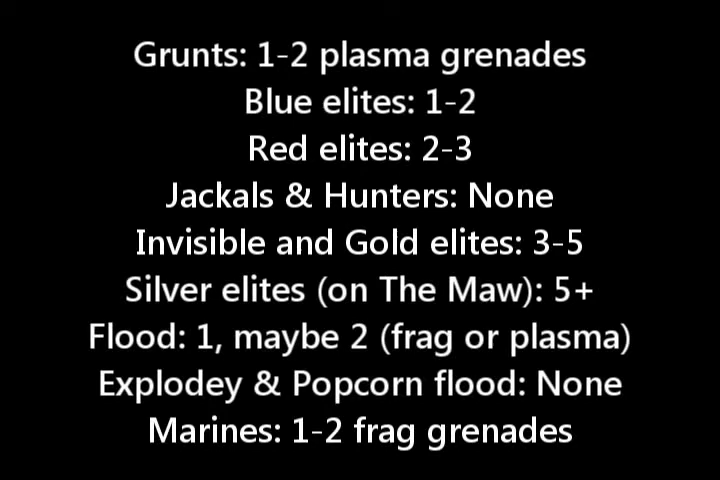 Grunts: 1-2 plasma grenades
Blue elites: 1-2
Red elites: 2-3
Jackals & Hunters: None
Invisible and Gold elites: 3-5
Silver elites (on The Maw): 5+
Flood: 1, maybe 2 (frag or plasma)
Explodey & Popcorn flood: None
Marines: 1-2 frag grenades